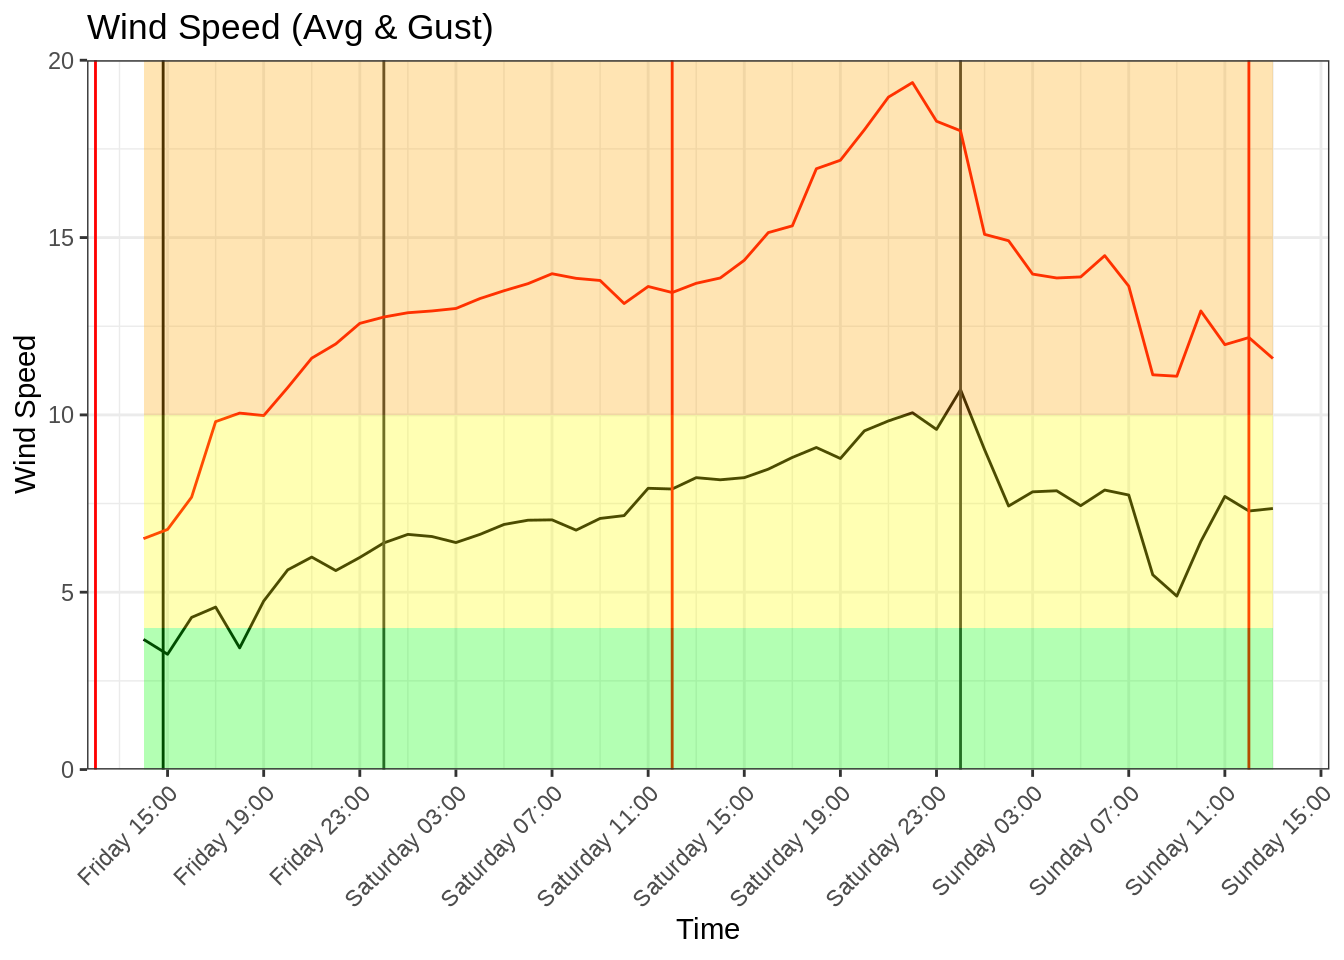 Wind Speed (Avg & Gust)
20
15
10
5
0
Wind Speed
Friday 15:00
Friday 19:00
Friday 23:00
Saturday 03:00
Saturday 07:00
Saturday 11:00
Saturday 15:00
Saturday 19:00
Saturday 23:00
Sunday 03:00
Sunday 07:00
Sunday 11:00
Sunday 15:00
Time